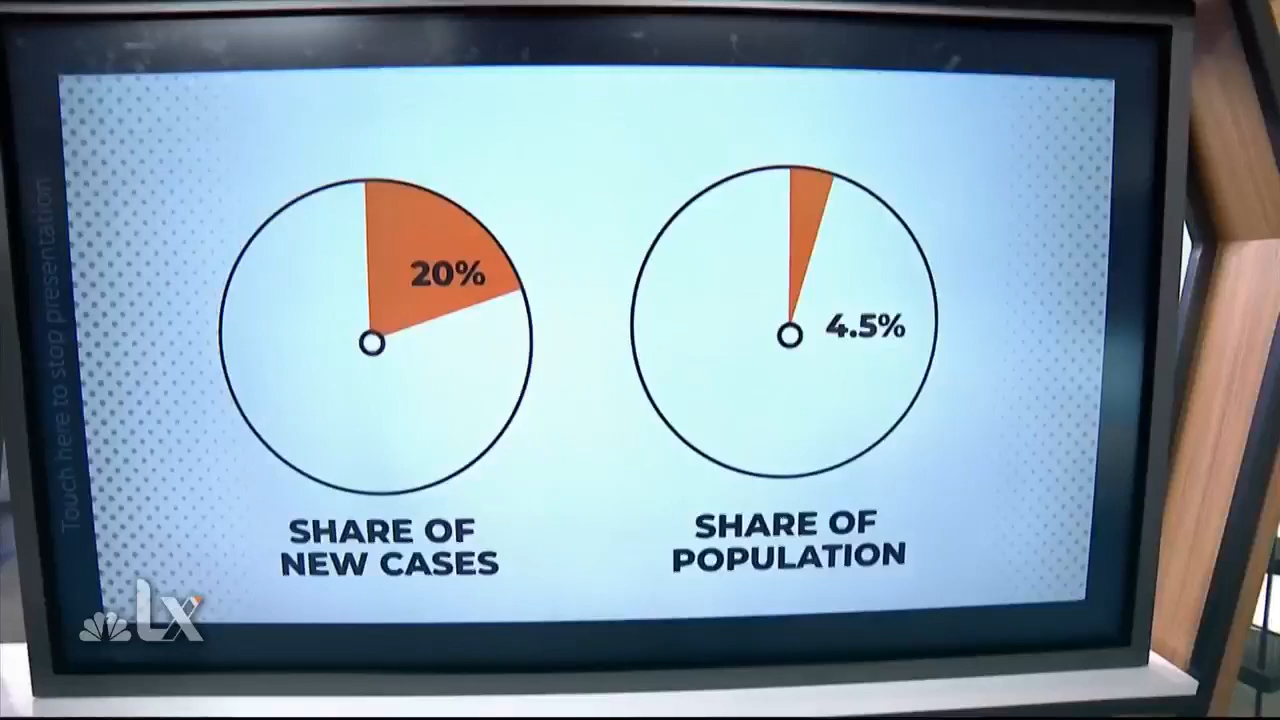 Touch here to stop presentation
20%
4.5%
SHARE OF
NEW CASES
SHARE OF
POPULATION
LX